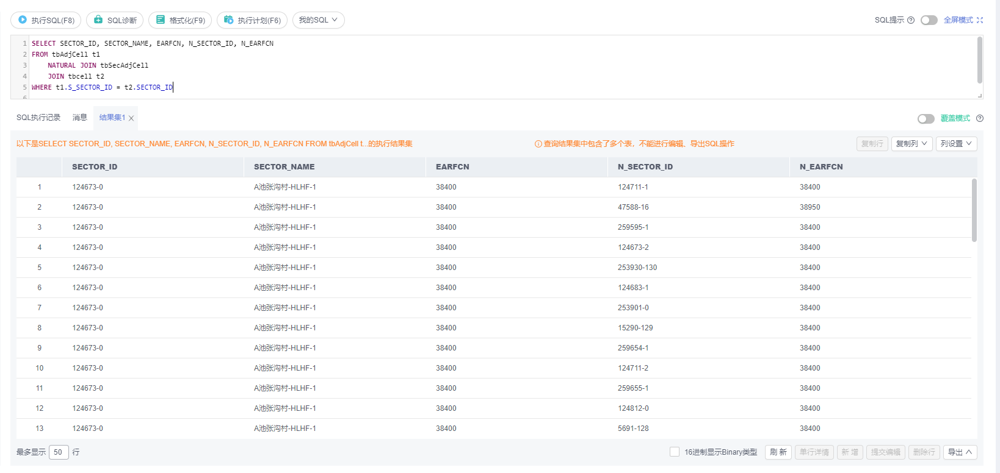 执行SQL(F8) SQL诊断 格式化(F9) 执行计划(F6) 我的SQL SQL提示 全屏模式
1 SELECT SECTOR_ID, SECTOR_NAME, EARFCN, N_SECTOR_ID, N_EARFCN
2 FROM tbAdjCell t1
3 NATURAL JOIN tbSecAdjCell
4 JOIN tbcell t2
5 WHERE t1.S_SECTOR_ID = t2.SECTOR_ID
6
SQL执行记录 消息 结果集1 覆盖模式
以下是SELECT SECTOR_ID, SECTOR_NAME, EARFCN, N_SECTOR_ID, N_EARFCN FROM tbAdjCell t...的执行结果集 查询结果集中包含了多个表，不能进行编辑、导出SQL操作 复制行 复制列 列设置
SECTOR_ID SECTOR_NAME EARFCN N_SECTOR_ID N_EARFCN
1 124673-0 A池张沟村-HLHF-1 38400 124711-1 38400
2 124673-0 A池张沟村-HLHF-1 38400 47588-16 38950
3 124673-0 A池张沟村-HLHF-1 38400 259595-1 38400
4 124673-0 A池张沟村-HLHF-1 38400 124673-2 38400
5 124673-0 A池张沟村-HLHF-1 38400 253930-130 38400
6 124673-0 A池张沟村-HLHF-1 38400 124683-1 38400
7 124673-0 A池张沟村-HLHF-1 38400 253901-0 38400
8 124673-0 A池张沟村-HLHF-1 38400 15290-129 38400
9 124673-0 A池张沟村-HLHF-1 38400 259654-1 38400
10 124673-0 A池张沟村-HLHF-1 38400 124711-2 38400
11 124673-0 A池张沟村-HLHF-1 38400 259655-1 38400
12 124673-0 A池张沟村-HLHF-1 38400 124812-0 38400
13 124673-0 A池张沟村-HLHF-1 38400 5691-128 38400
最多显示 50 行 16进制显示Binary类型 刷 新 单行详情 新 增 提交编辑 删除行 导出